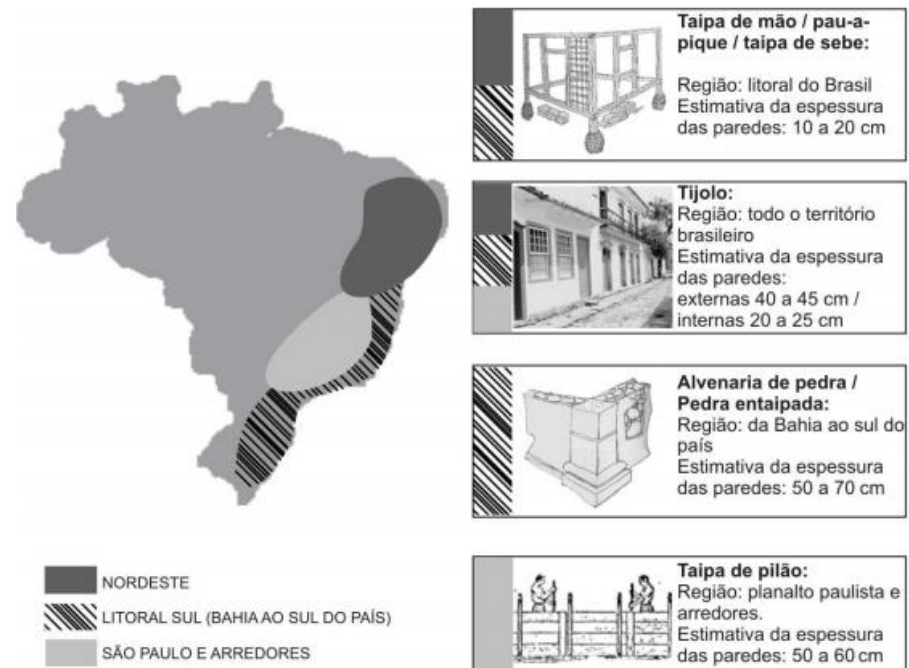 Taipa de mão / pau-a-
pique / taipa de sebe:
Região: litoral do Brasil
Estimativa da espessura
das paredes: 10 a 20 cm
Tijolo:
Região: todo o território
brasileiro
Estimativa da espessura
das paredes:
externas 40 a 45 cm /
internas 20 a 25 cm
Alvenaria de pedra /
Pedra entaipada:
Região: da Bahia ao sul do
país
Estimativa da espessura
das paredes: 50 a 70 cm
Taipa de pilão:
Região: planalto paulista e
arredores.
Estimativa da espessura
das paredes: 50 a 60 cm
NORDESTE
LITORAL SUL (BAHIA AO SUL DO PAÍS)
SÃO PAULO E ARREDORES